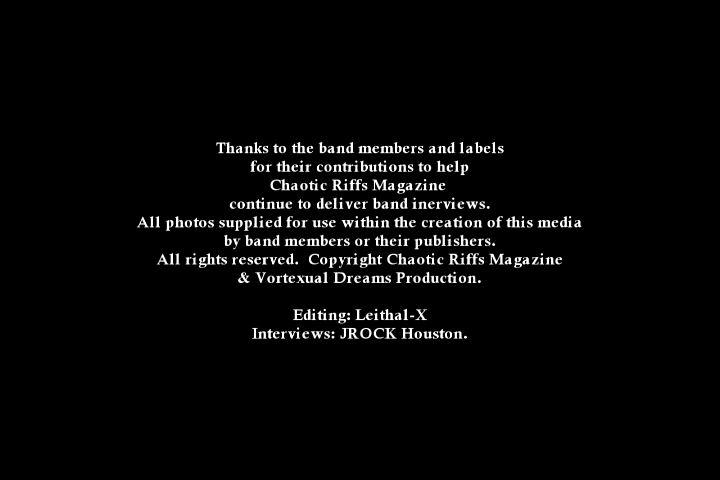 Thanks to the band members and labels
for their contributions to help
Chaotic Riffs Magazine
continue to deliver band inerviews.
All photos supplied for use within the creation of this media
by band members or their publishers.
All rights reserved.  Copyright Chaotic Riffs Magazine
& Vortexual Dreams Production.
Editing: Leithal-X
Interviews: JROCK Houston.